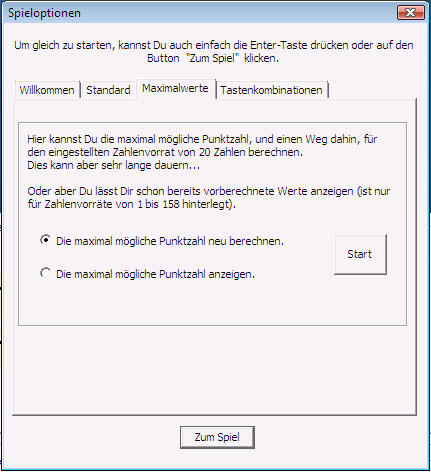 Spieloptionen
Um gleich zu starten, kannst Du auch einfach die Enter-Taste drücken oder auf den
Button "Zum Spiel" klicken.
Willkommen Standard Maximalwerte Tastenkombinationen
Hier kannst Du die maximal mögliche Punktzahl, und einen Weg dahin, für
den eingestellten Zahlenvorrat von 20 Zahlen berechnen.
Dies kann aber sehr lange dauern...
Oder aber Du lässt Dir schon bereits vorberechnete Werte anzeigen (ist nur
für Zahlenvorräte von 1 bis 158 hinterlegt).
Die maximal mögliche Punktzahl neu berechnen.
Start
Die maximal mögliche Punktzahl anzeigen.
Zum Spiel